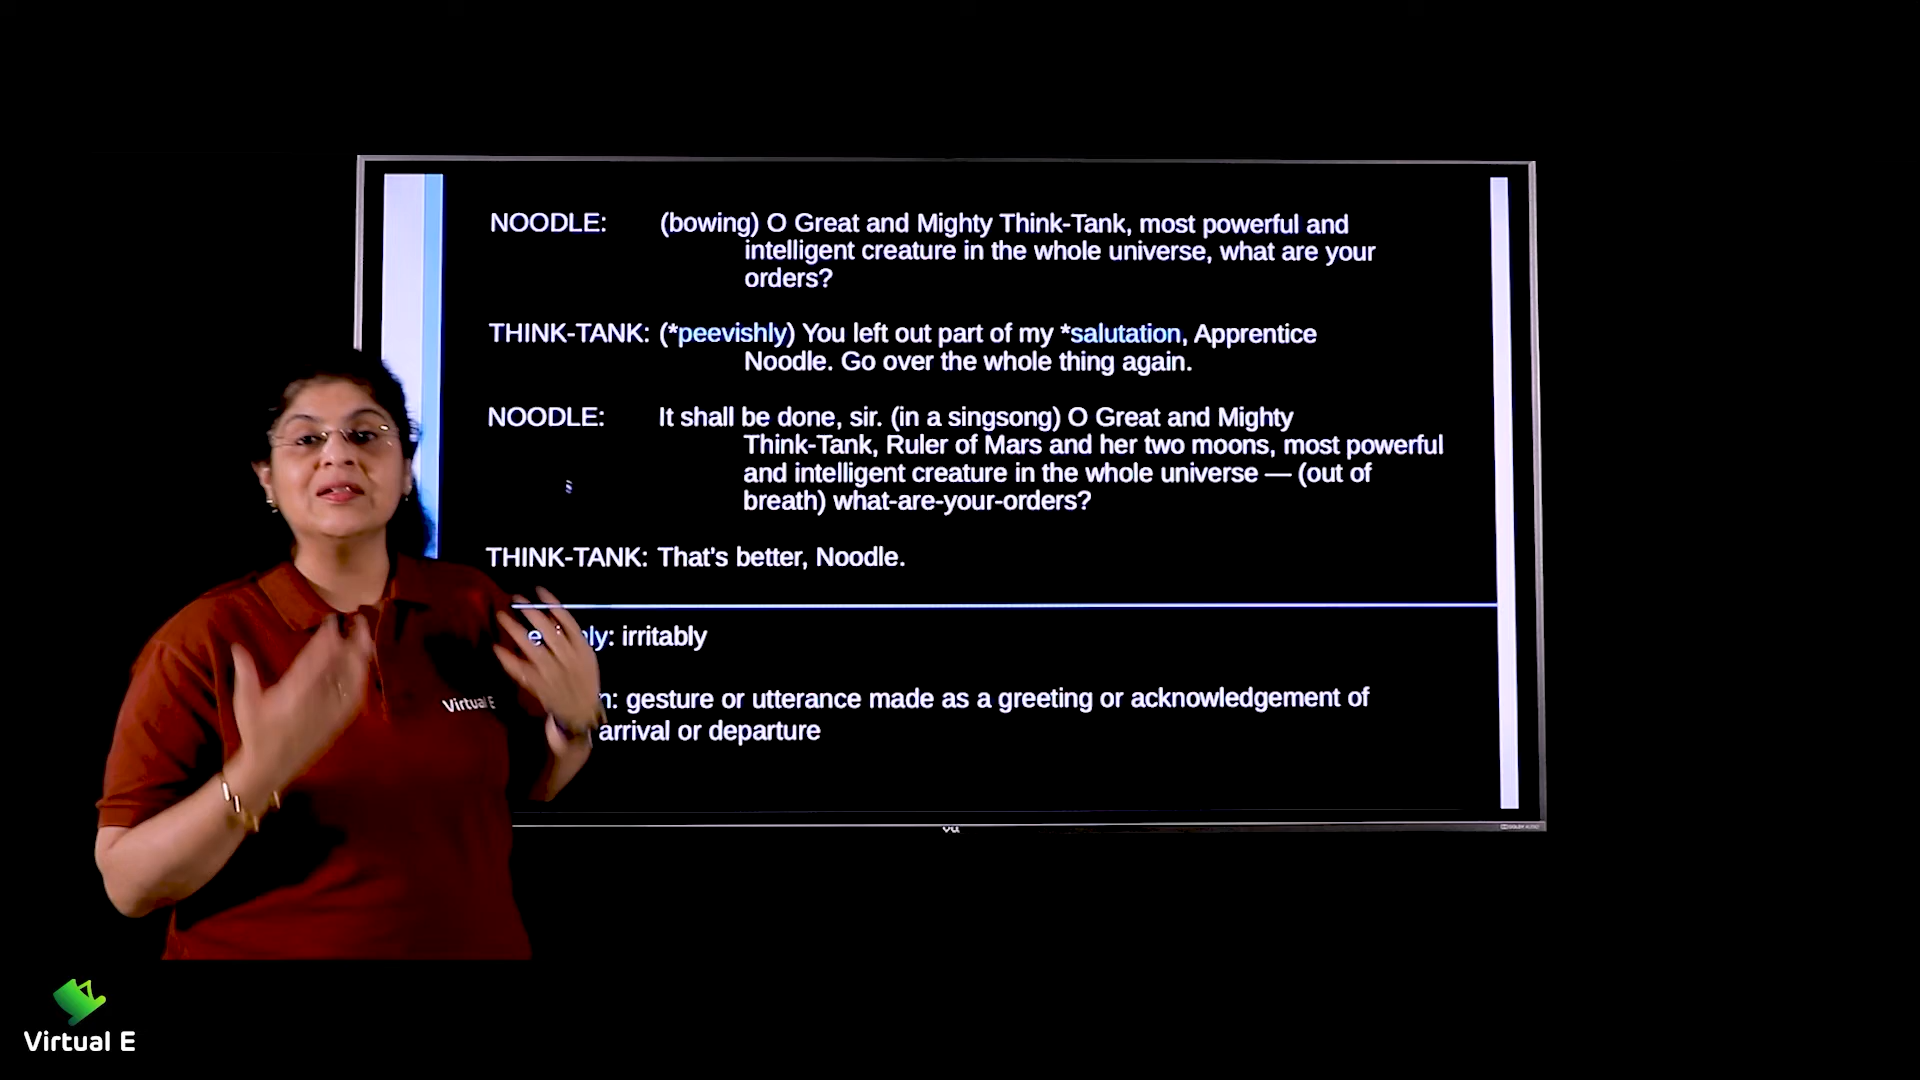 NOODLE: (bowing) O Great and Mighty Think-Tank, most powerful and
intelligent creature in the whole universe, what are your
orders?
THINK-TANK: (*peevishly) You left out part of my *salutation, Apprentice
Noodle. Go over the whole thing again.
NOODLE: It shall be done, sir. (in a singsong) O Great and Mighty
Think-Tank, Ruler of Mars and her two moons, most powerful
and intelligent creature in the whole universe — (out of
breath) what-are-your-orders?
THINK-TANK: That's better, Noodle.
irritably
gesture or utterance made as a greeting or acknowledgement of
arrival or departure
Virtual E
vu
Virtual E